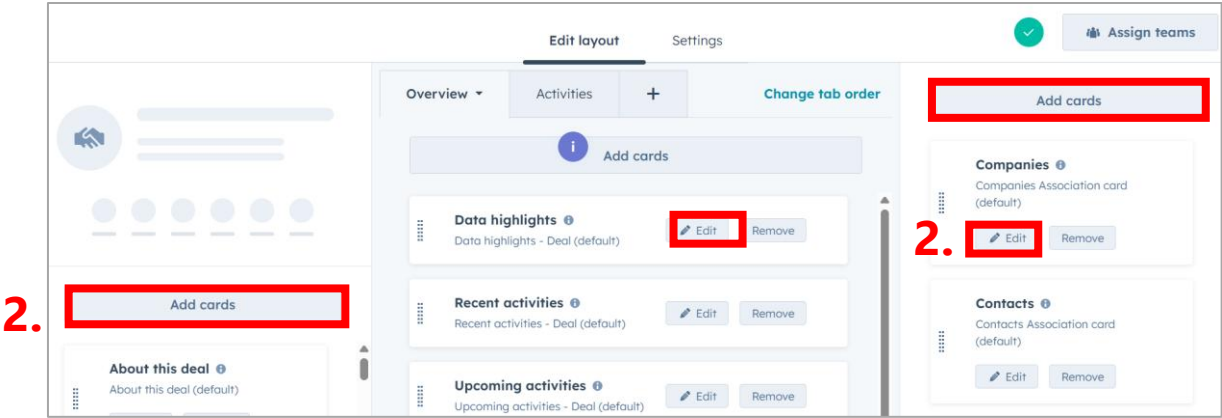 Edit layout
Settings
Assign teams
Overview
Activities
+
Change tab order
Add cards
i
Add cards
Data highlights
Data highlights - Deal (default)
Edit
Remove
Recent activities
Recent activities - Deal (default)
Edit
Remove
Upcoming activities
Upcoming activities - Deal (default)
Edit
Remove
2.
Add cards
About this deal
About this deal (default)
Companies
Companies Association card
(default)
2.
Edit
Remove
Contacts
Contacts Association card
(default)
Edit
Remove